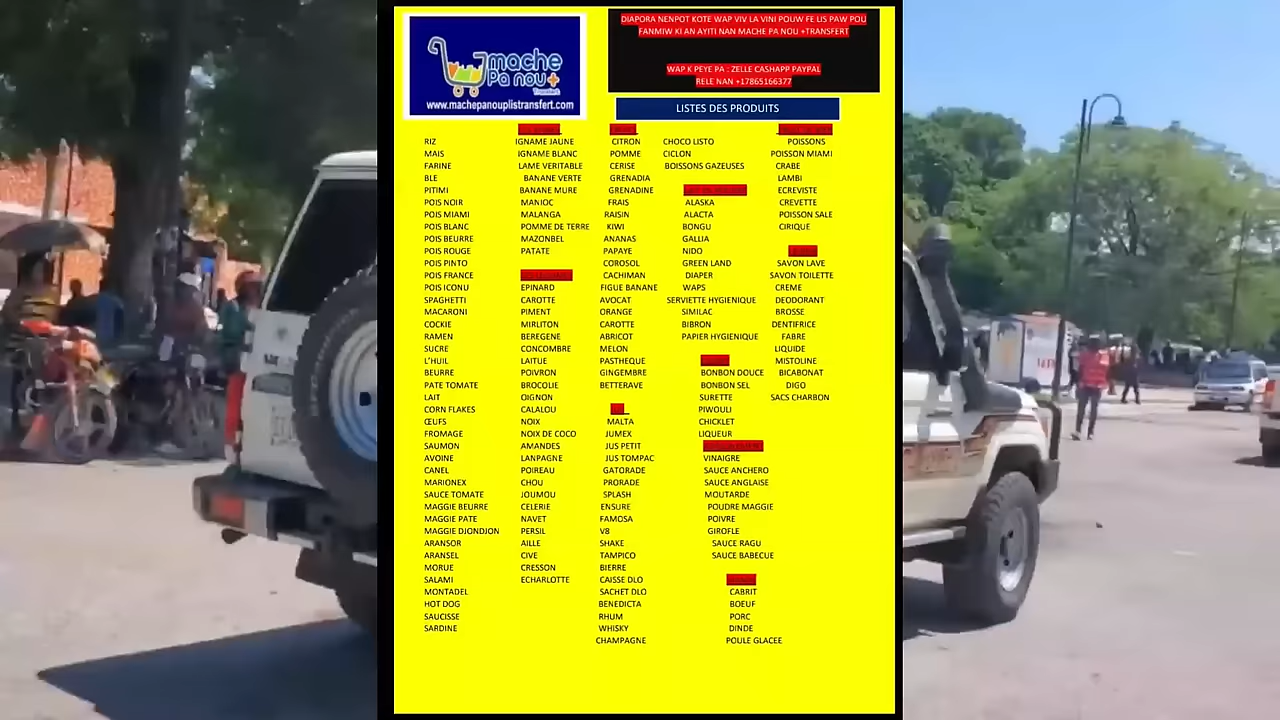 mache
Pa nou+
Transfert
www.machepanouplistransfert.com
DIAPORA NENPOT KOTE WAP VIV LA VINI POUW FE LIS PAW POU
FANMIW KI AN AYITI NAN MACHE PA NOU +TRANSFERT
WAP K PEYE PA : ZELLE CASHAPP PAYPAL
RELE NAN +17865166377
LISTES DES PRODUITS
RIZ
MAIS
FARINE
BLE
PITIMI
POIS NOIR
POIS MIAMI
POIS BLANC
POIS BEURRE
POIS ROUGE
POIS PINTO
POIS FRANCE
POIS ICONU
SPAGHETTI
MACARONI
COCKIE
RAMEN
SUCRE
L'HUIL
BEURRE
PATE TOMATE
LAIT
CORN FLAKES
ŒUFS
FROMAGE
SAUMON
AVOINE
CANEL
MARIONEX
SAUCE TOMATE
MAGGIE BEURRE
MAGGIE PATE
MAGGIE DJONDJON
ARANSOR
ARANSEL
MORUE
SALAMI
MONTADEL
HOT DOG
SAUCISSE
SARDINE
IGNAME JAUNE
IGNAME BLANC
LAME VERITABLE
BANANE VERTE
BANANE MURE
MANIOC
MALANGA
POMME DE TERRE
MAZONBEL
PATATE
EPINARD
CAROTTE
PIMENT
MIRLITON
BEREGENE
CONCOMBRE
LAITUE
POIVRON
BROCOLIE
OIGNON
CALALOU
NOIX
NOIX DE COCO
AMANDES
LANPAGNE
POIREAU
CHOU
JOUMOU
CELERIE
NAVET
PERSIL
AILLE
CIVE
CRESSON
ECHARLOTTE
CITRON
POMME
CERISE
GRENADIA
GRENADINE
FRAIS
RAISIN
KIWI
ANANAS
PAPAYE
COROSOL
CACHIMAN
FIGUE BANANE
AVOCAT
ORANGE
CAROTTE
ABRICOT
MELON
PASTHEQUE
GINGEMBRE
BETTERAVE
MALTA
JUMEX
JUS PETIT
JUS TOMPAC
GATORADE
PRORADE
SPLASH
ENSURE
FAMOSA
V8
SHAKE
TAMPICO
BIERRE
CAISSE DLO
SACHET DLO
BENEDICTA
RHUM
WHISKY
CHAMPAGNE
CHOCO LISTO
CICLON
BOISSONS GAZEUSES
ALASKA
ALACTA
BONGU
GALLIA
NIDO
GREEN LAND
DIAPER
WAPS
SERVIETTE HYGIENIQUE
SIMILAC
BIBRON
PAPIER HYGIENIQUE
BONBON DOUCE
BONBON SEL
SURETTE
PIWOULI
CHICKLET
LIQUEUR
VINAIGRE
SAUCE ANCHERO
SAUCE ANGLAISE
MOUTARDE
POUDRE MAGGIE
POIVRE
GIROFLE
SAUCE RAGU
SAUCE BABECUE
CABRIT
BOEUF
PORC
DINDE
POULE GLACEE
POISSONS
POISSON MIAMI
CRABE
LAMBI
ECREVISTE
CREVETTE
POISSON SALE
CIRIQUE
SAVON LAVE
SAVON TOILETTE
CREME
DEODORANT
BROSSE
DENTIFRICE
FABRE
LIQUIDE
MISTOLINE
BICABONAT
DIGO
SACS CHARBON